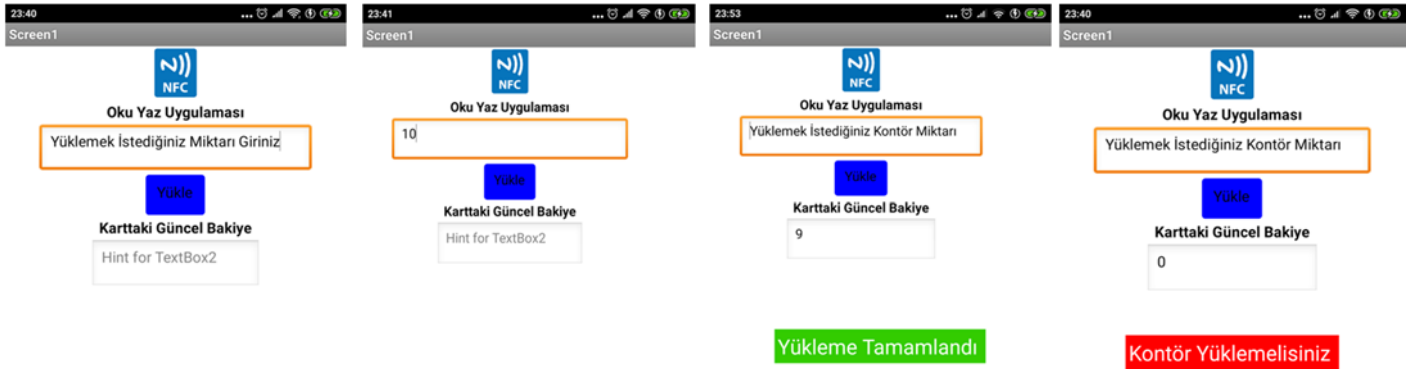 23:40
Screen1
NFC
Oku Yaz Uygulaması
Yüklemek İstediğiniz Miktarı Giriniz
Yükle
Karttaki Güncel Bakiye
Hint for TextBox2
23:41
Screen1
NFC
Oku Yaz Uygulaması
10
Yükle
Karttaki Güncel Bakiye
Hint for TextBox2
23:53
Screen1
NFC
Oku Yaz Uygulaması
Yüklemek İstediğiniz Kontör Miktarı
Yükle
Karttaki Güncel Bakiye
9
Yükleme Tamamlandı
23:40
Screen1
NFC
Oku Yaz Uygulaması
Yüklemek İstediğiniz Kontör Miktarı
Yükle
Karttaki Güncel Bakiye
0
Kontör Yüklemelisiniz